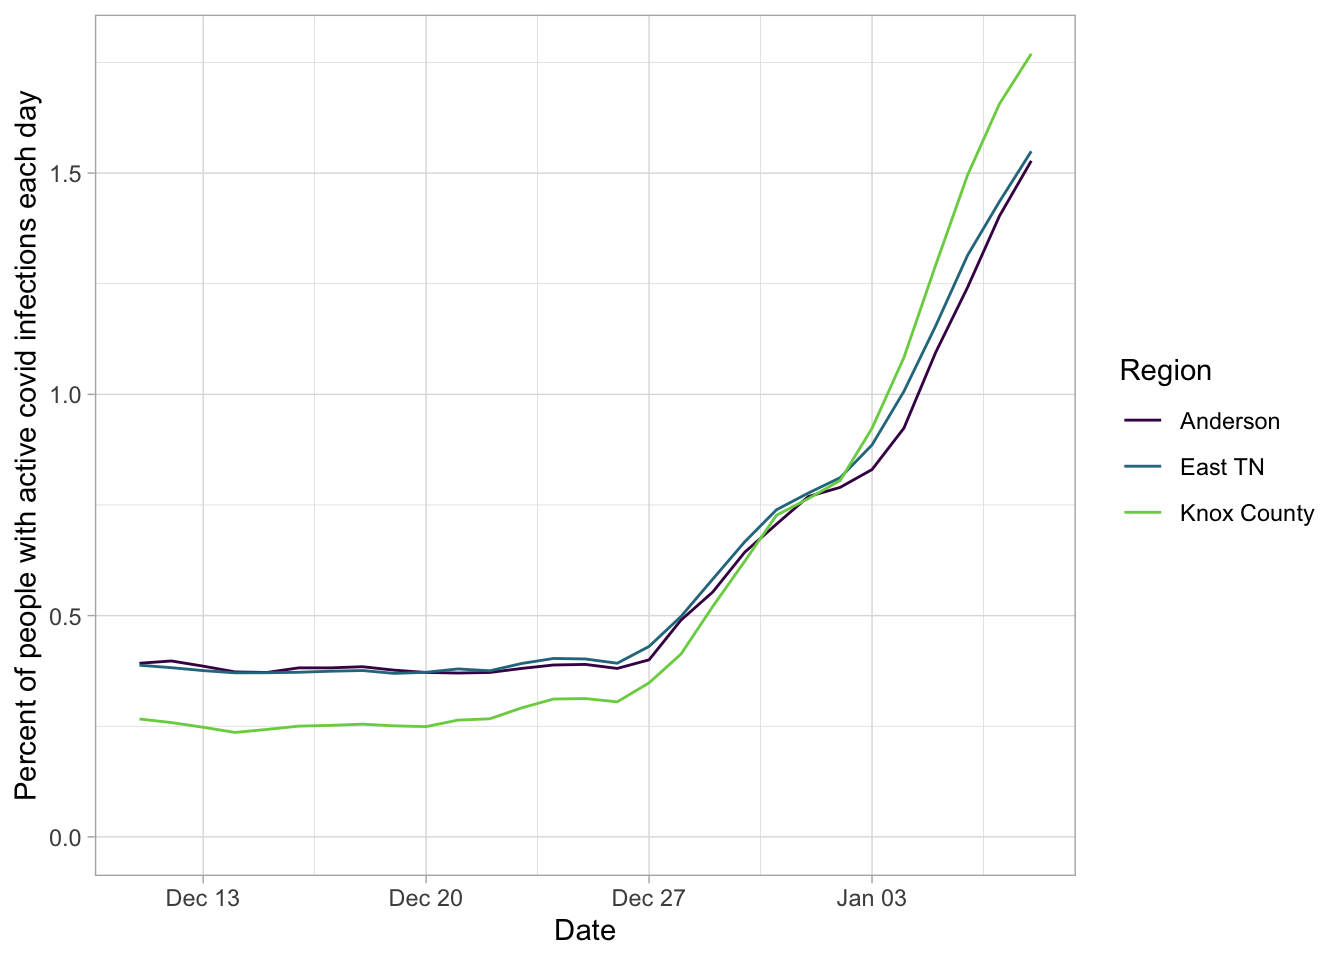 Percent of people with active covid infections each day
1.5
1.0
0.5
0.0
Dec 13 Dec 20 Dec 27 Jan 03
Date
Region
Anderson
East TN
Knox County